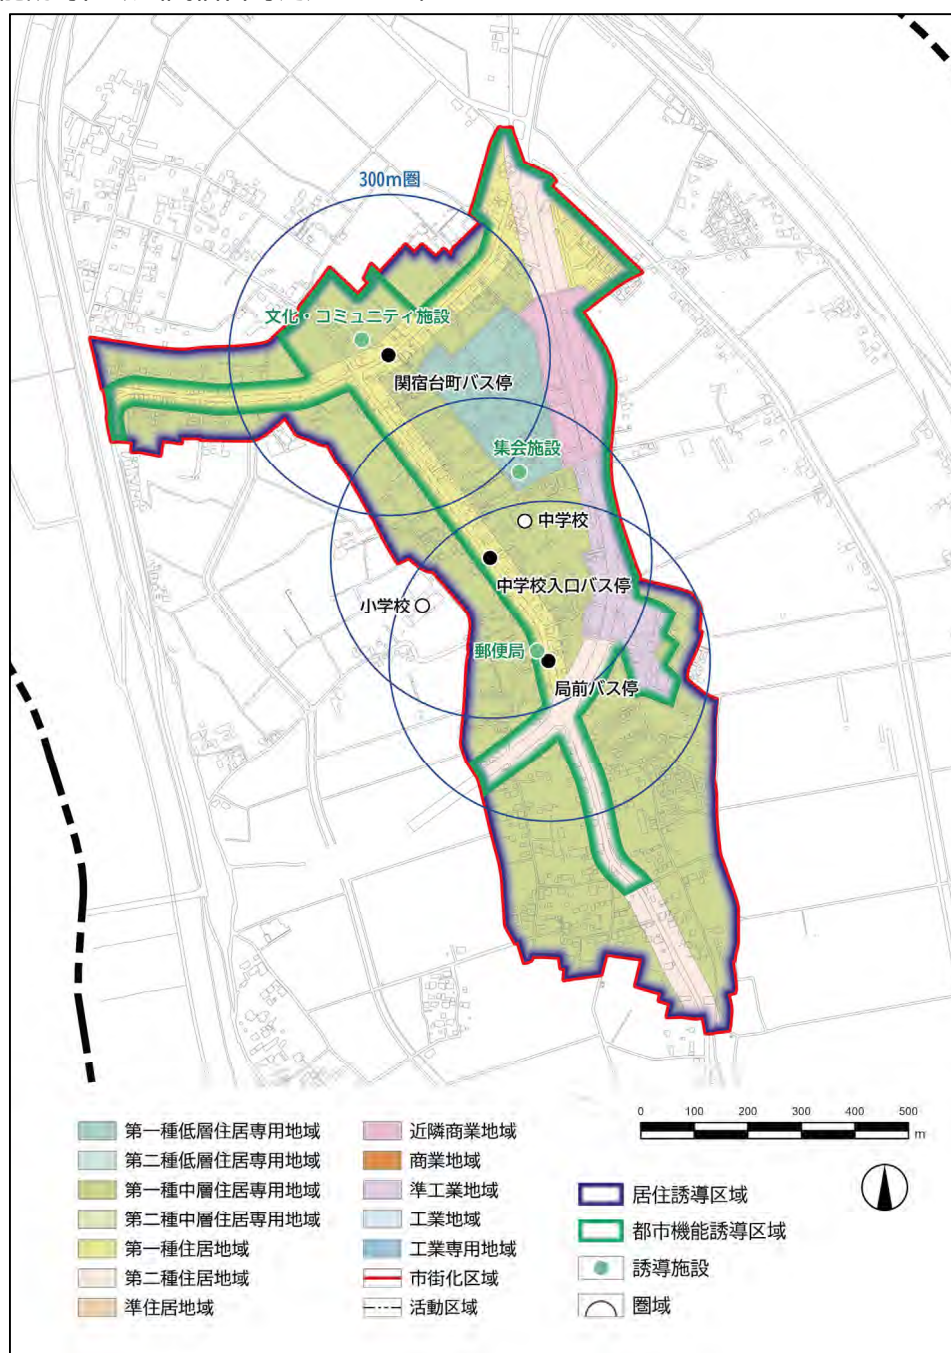 300m圏
文化・コミュニティ施設
関宿台町バス停
集会施設
中学校
中学校入口バス停
小学校
郵便局
局前バス停
0 100 200 300 400 500
m
第一種低層住居専用地域
第二種低層住居専用地域
第一種中層住居専用地域
第二種中層住居専用地域
第一種住居地域
第二種住居地域
準住居地域
近隣商業地域
商業地域
準工業地域
工業地域
工業専用地域
市街化区域
活動区域
居住誘導区域
都市機能誘導区域
誘導施設
圏域